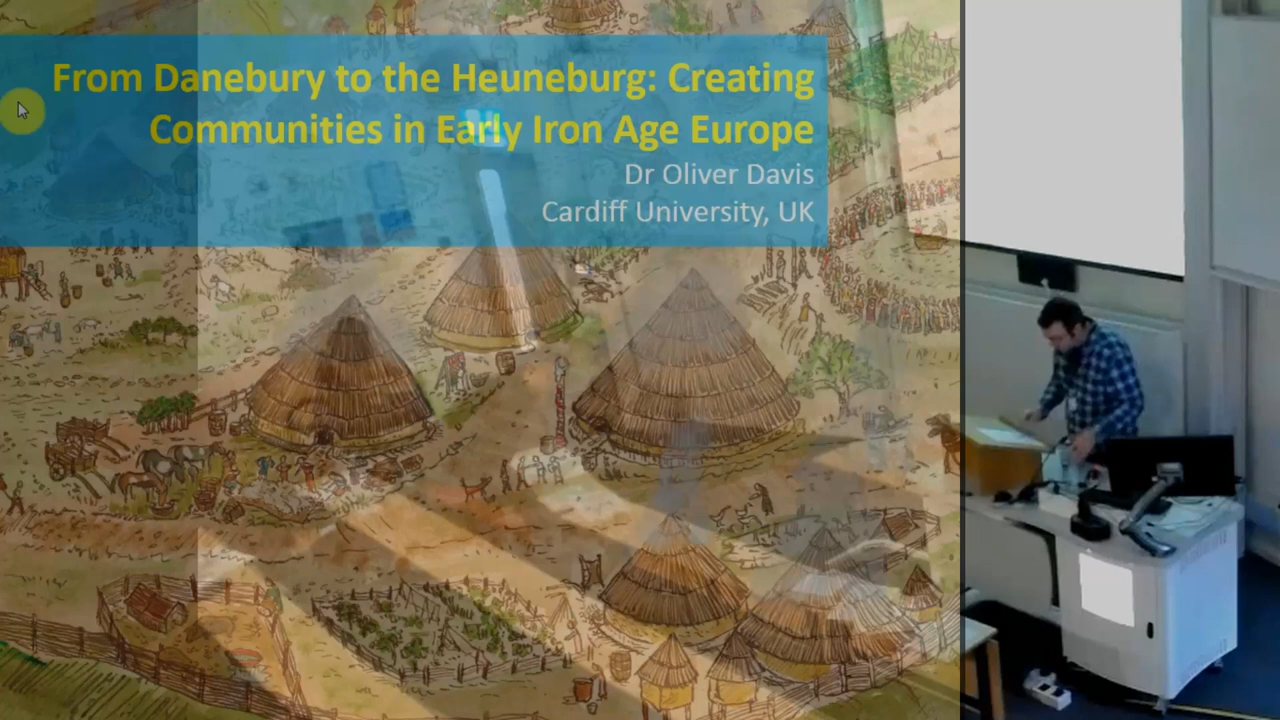 From Danebury to the Heuneburg: Creating
Communities in Early Iron Age Europe
Dr Oliver Davis
Cardiff University, UK